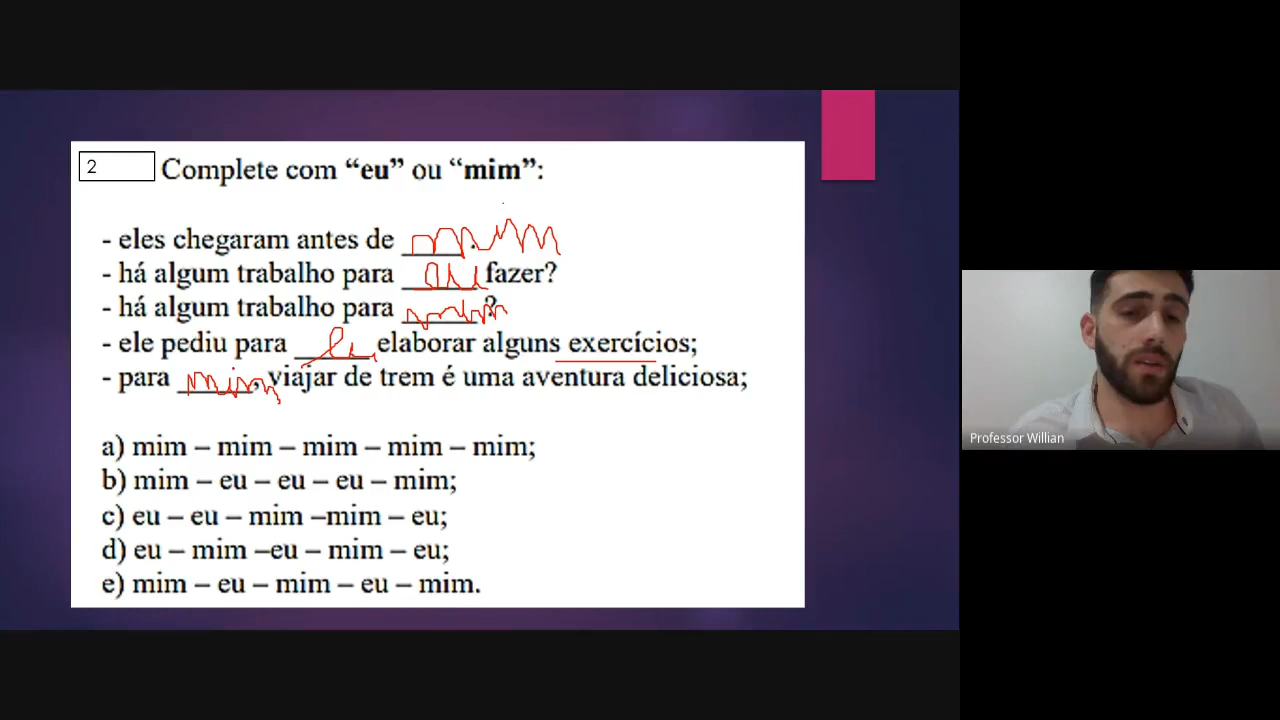 2 Complete com “eu” ou “mim”:
- eles chegaram antes de mim.
- há algum trabalho para eu fazer?
- há algum trabalho para mim?
- ele pediu para eu elaborar alguns exercícios;
- para mim, viajar de trem é uma aventura deliciosa;
a) mim – mim – mim – mim – mim;
b) mim – eu – eu – eu – mim;
c) eu – eu – mim –mim – eu;
d) eu – mim –eu – mim – eu;
e) mim – eu – mim – eu – mim.
Professor Willian